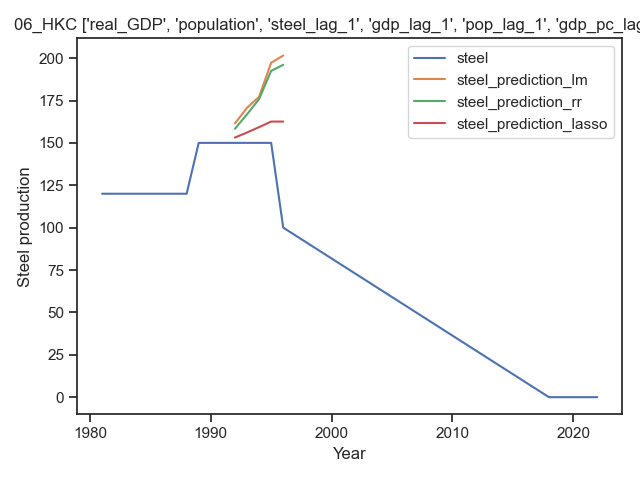 06_HKC ['real_GDP', 'population', 'steel_lag_1', 'gdp_lag_1', 'pop_lag_1', 'gdp_pc_lag
200
175
150
125
100
75
50
25
0
Steel production
steel
steel_prediction_lm
steel_prediction_rr
steel_prediction_lasso
1980
1990
2000
2010
2020
Year